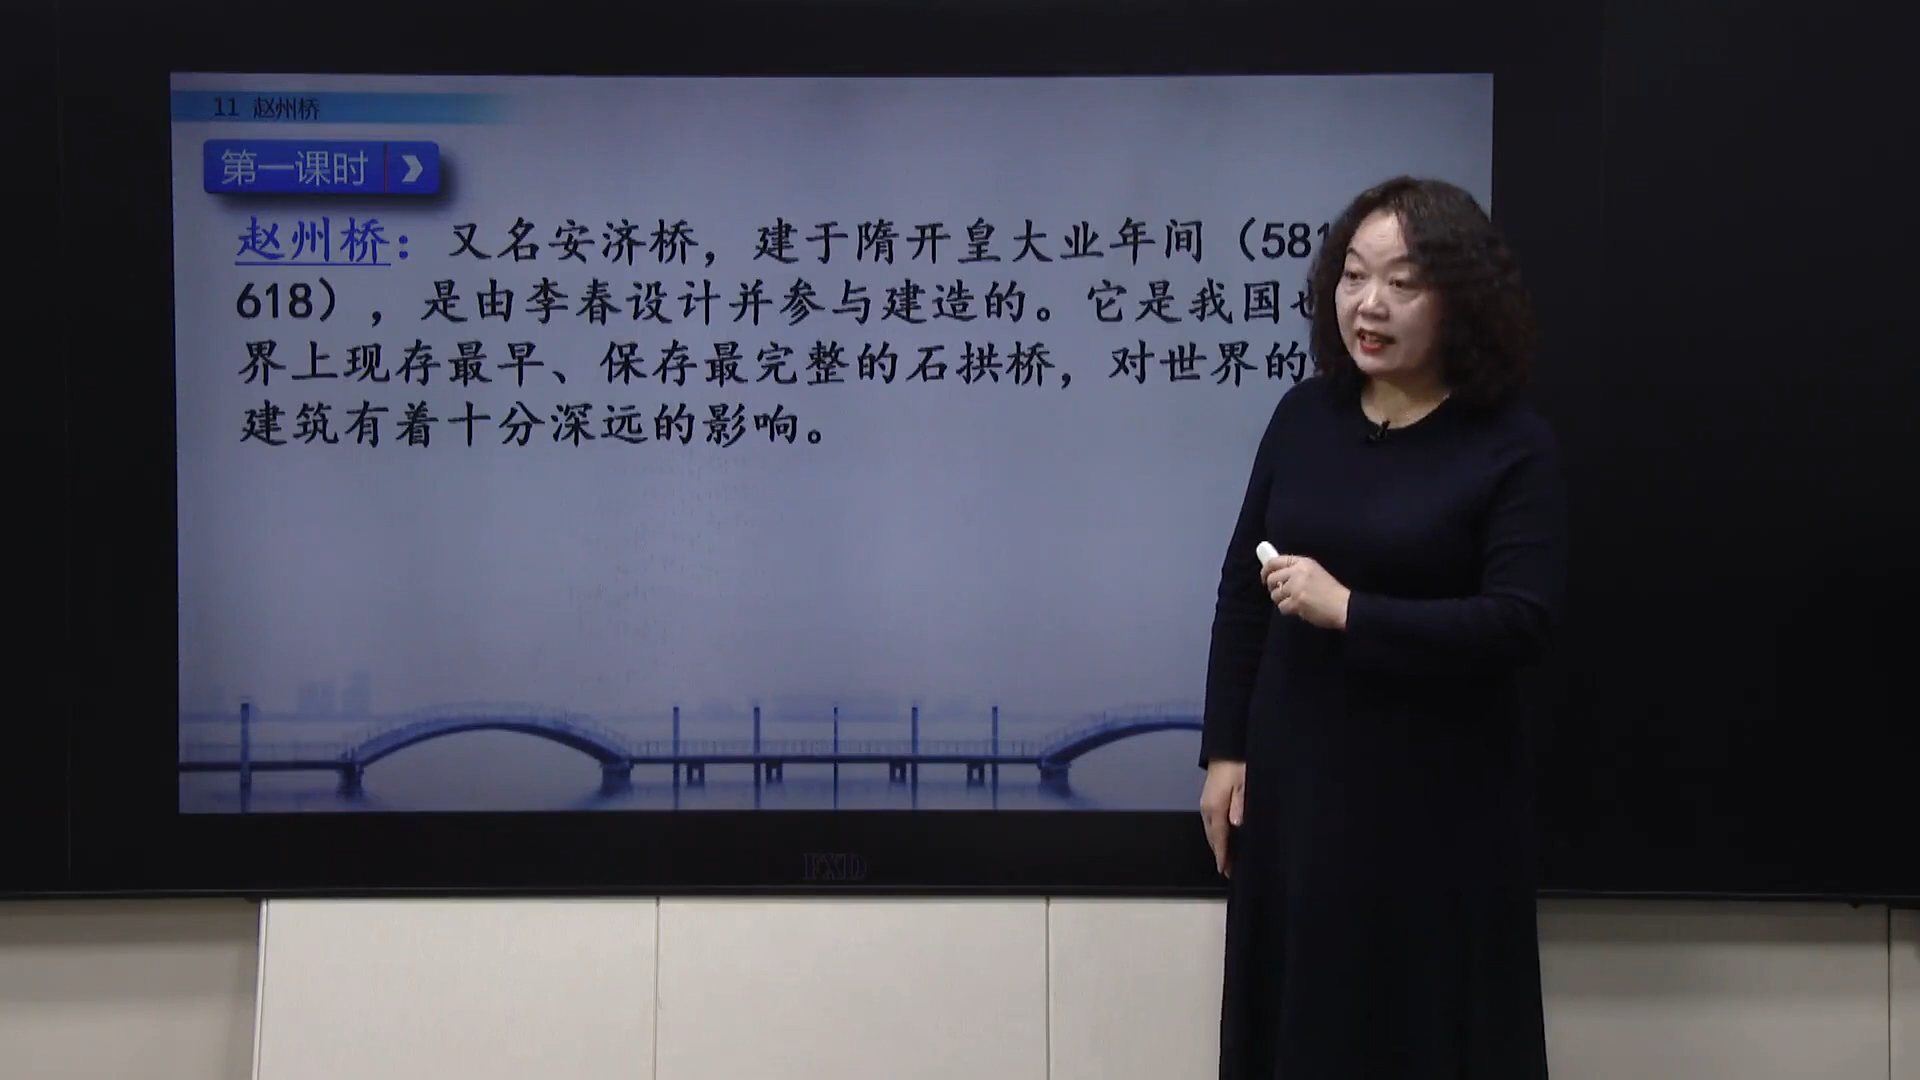 11 赵州桥
第一课时
赵州桥：又名安济桥，建于隋开皇大业年间（581
618），是由李春设计并参与建造的。它是我国
界上现存最早、保存最完整的石拱桥，对世界的
建筑有着十分深远的影响。
FXD